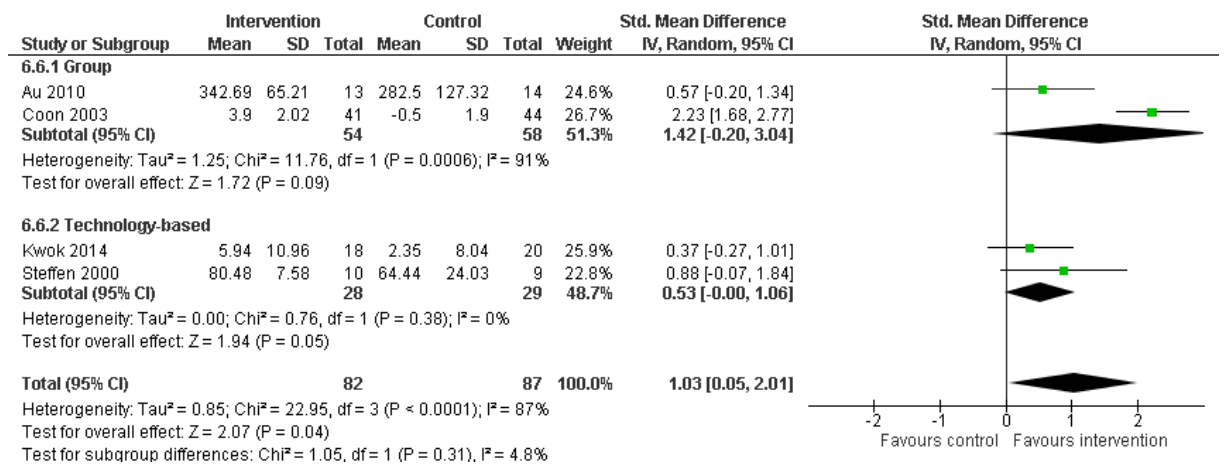 Intervention Control Std. Mean Difference Std. Mean Difference
Study or Subgroup Mean SD Total Mean SD Total Weight IV, Random, 95% CI IV, Random, 95% CI
6.6.1 Group
Au 2010 342.69 65.21 13 282.5 127.32 14 24.6% 0.57 [-0.20, 1.34]
Coon 2003 3.9 2.02 41 -0.5 1.9 44 26.7% 2.23 [1.68, 2.77]
Subtotal (95% CI) 54 58 51.3% 1.42 [-0.20, 3.04]
Heterogeneity: Tau² = 1.25; Chi² = 11.76, df = 1 (P = 0.0006); I² = 91%
Test for overall effect: Z = 1.72 (P = 0.09)
6.6.2 Technology-based
Kwok 2014 5.94 10.96 18 2.35 8.04 20 25.9% 0.37 [-0.27, 1.01]
Steffen 2000 80.48 7.58 10 64.44 24.03 9 22.8% 0.88 [-0.07, 1.84]
Subtotal (95% CI) 28 29 48.7% 0.53 [-0.00, 1.06]
Heterogeneity: Tau² = 0.00; Chi² = 0.76, df = 1 (P = 0.38); I² = 0%
Test for overall effect: Z = 1.94 (P = 0.05)
Total (95% CI) 82 87 100.0% 1.03 [0.05, 2.01]
Heterogeneity: Tau² = 0.85; Chi² = 22.95, df = 3 (P < 0.0001); I² = 87%
Test for overall effect: Z = 2.07 (P = 0.04)
Test for subgroup differences: Chi² = 1.05, df = 1 (P = 0.31), I² = 4.8%
-2 -1 0 1 2
Favours control Favours intervention